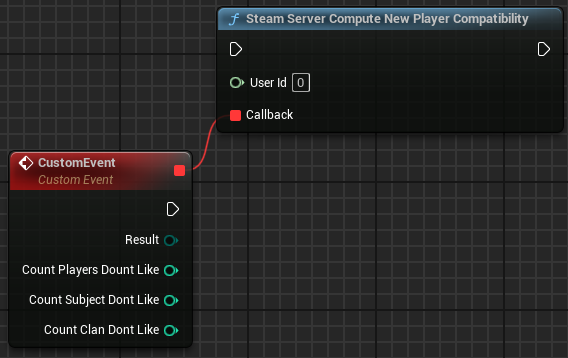 Steam Server Compute New Player Compatibility
User Id 0
Callback
CustomEvent
Custom Event
Result
Count Players Dount Like
Count Subject Dont Like
Count Clan Dont Like